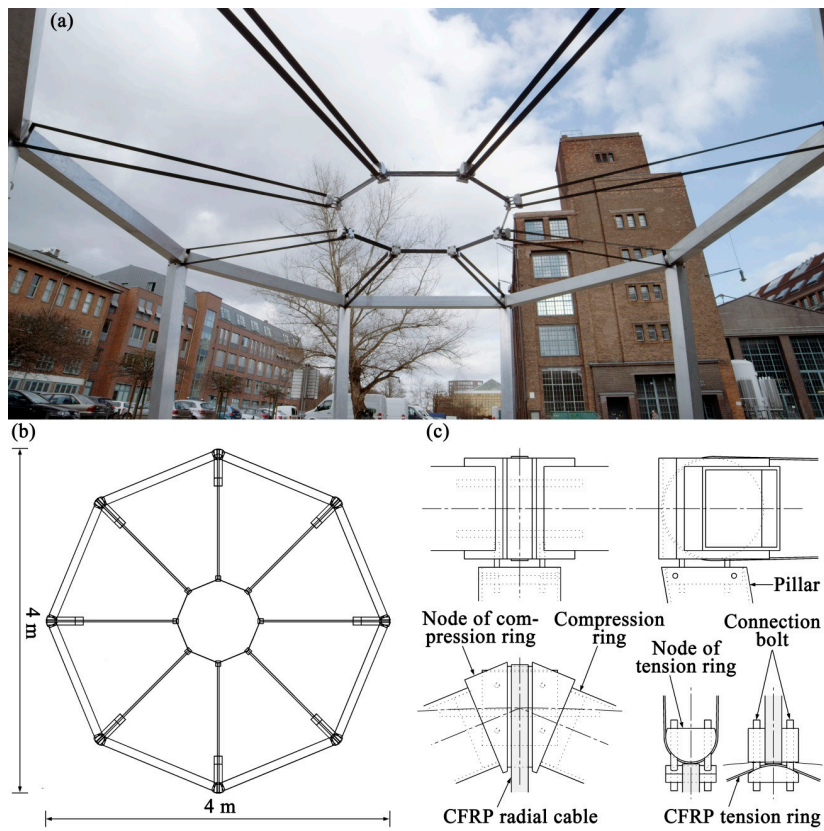 (a)
(b)
(c)
4 m
4 m
Pillar
Node of com-
pression ring
Compression
ring
Node of
tension ring
Connection
bolt
CFRP radial cable
CFRP tension ring